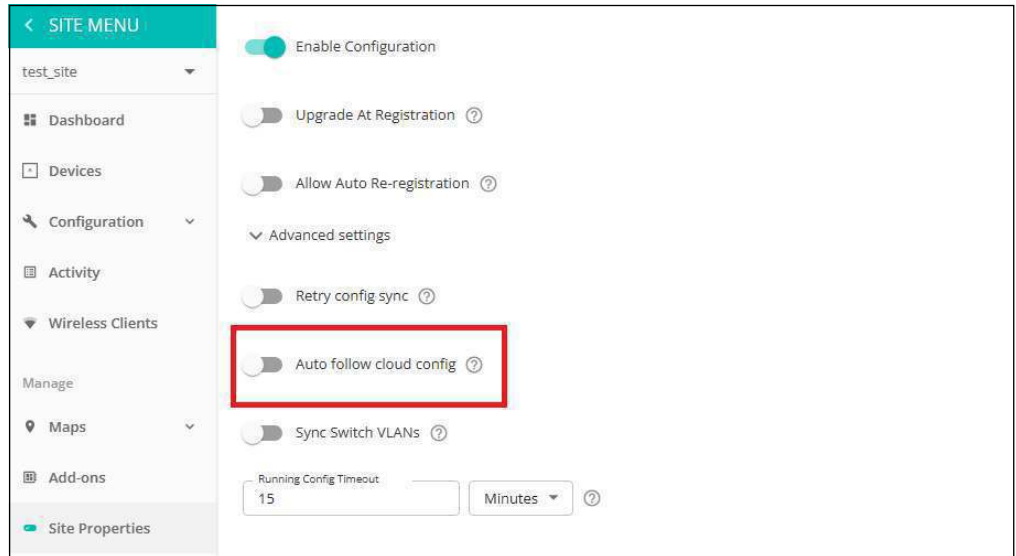 SITE MENU
test_site
Dashboard
Devices
Configuration
Activity
Wireless Clients
Manage
Maps
Add-ons
Site Properties
Enable Configuration
Upgrade At Registration ?
Allow Auto Re-registration ?
Advanced settings
Retry config sync ?
Auto follow cloud config ?
Sync Switch VLANs ?
Running Config Timeout
15 Minutes ?